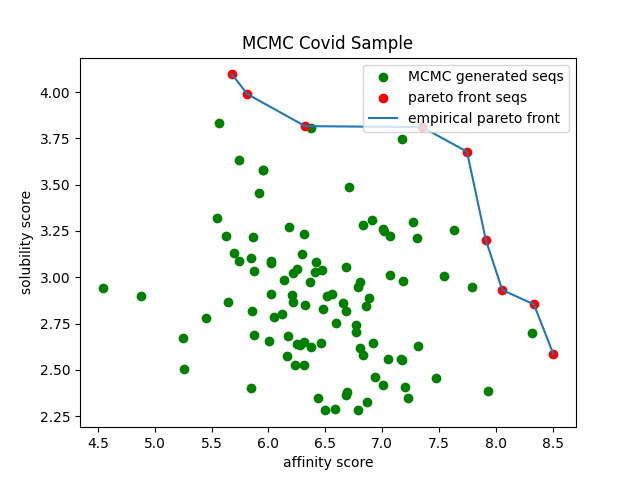 MCMC Covid Sample
MCMC generated seqs
pareto front seqs
empirical pareto front
solubility score
4.00
3.75
3.50
3.25
3.00
2.75
2.50
2.25
4.5 5.0 5.5 6.0 6.5 7.0 7.5 8.0 8.5
affinity score